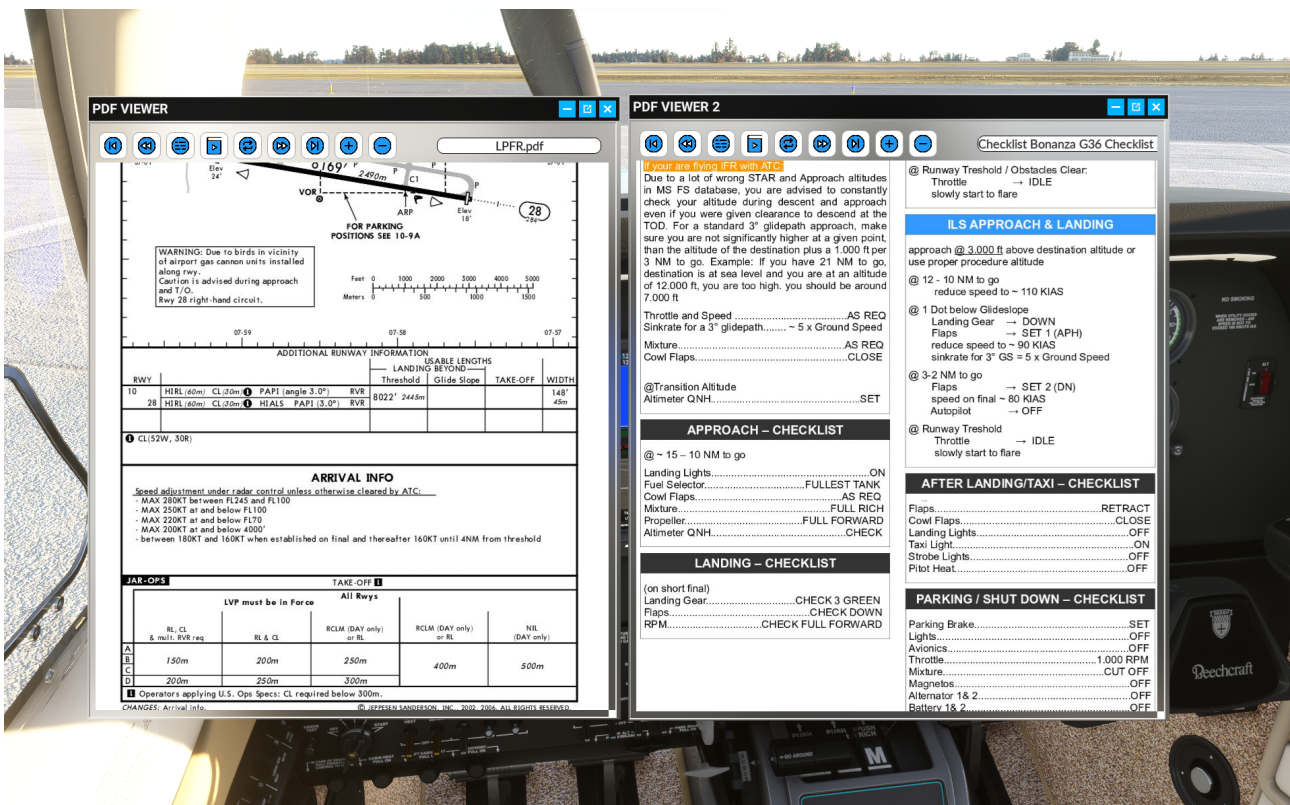 PDF VIEWER
LPFR.pdf
Elev
24'
169'
2490m
P
C1
P
P
VOR
ARP
Elev
18'
28
284°
FOR PARKING
POSITIONS SEE 10-9A
WARNING: Due to birds in vicinity
of airport gas cannon units installed
along rwy.
Caution is advised during approach
and T/O.
Rwy 28 right-hand circuit.
Feet 0 1000 2000 3000 4000 5000
Meters 0 500 1000 1500
07-59 07-58 07-57
ADDITIONAL RUNWAY INFORMATION
USABLE LENGTHS
LANDING BEYOND
RWY Threshold Glide Slope TAKE-OFF WIDTH
10 HIRL (60m) CL(30m) 1 PAPI (angle 3.0°) RVR
28 HIRL (60m) CL(30m) 1 HIALS PAPI (3.0°) RVR
8022' 2445m
148'
45m
1 CL(52W, 30R)
ARRIVAL INFO
Speed adjustment under radar control unless otherwise cleared by ATC:
- MAX 280KT between FL245 and FL100
- MAX 250KT at and below FL100
- MAX 220KT at and below FL70
- MAX 200KT at and below 4000'
- between 180KT and 160KT when established on final and thereafter 160KT until 4NM from threshold
JAR-OPS
TAKE-OFF 1
All Rwys
LVP must be in Force
RL, CL
& mult. RVR req
RL & CL
RCLM (DAY only)
or RL
RCLM (DAY only)
or RL
NIL
(DAY only)
A
B
C
D
150m 200m 250m
400m 500m
200m 250m 300m
1 Operators applying U.S. Ops Specs: CL required below 300m.
CHANGES: Arrival info.
© JEPPESEN SANDERSON, INC., 2002, 2006. ALL RIGHTS RESERVED.
PDF VIEWER 2
Checklist Bonanza G36 Checklist
If your are flying IFR with ATC:
Due to a lot of wrong STAR and Approach altitudes
in MS FS database, you are advised to constantly
check your altitude during descent and approach
even if you were given clearance to descend at the
TOD. For a standard 3° glidepath approach, make
sure you are not significantly higher at a given point,
than the altitude of the destination plus a 1.000 ft per
3 NM to go. Example: If you have 21 NM to go,
destination is at sea level and you are at an altitude
of 12.000 ft, you are too high. you should be around
7.000 ft
Throttle and Speed ...............................AS REQ
Sinkrate for a 3° glidepath........ ~ 5 x Ground Speed
Mixture..................................................AS REQ
Cowl Flaps..............................................CLOSE
@Transition Altitude
Altimeter QNH...........................................SET
APPROACH – CHECKLIST
@ ~ 15 – 10 NM to go
Landing Lights............................................ON
Fuel Selector..............................FULLEST TANK
Cowl Flaps..............................................AS REQ
Mixture..................................................FULL RICH
Propeller........................................FULL FORWARD
Altimeter QNH..........................................CHECK
LANDING – CHECKLIST
(on short final)
Landing Gear...............................CHECK 3 GREEN
Flaps..............................................CHECK DOWN
RPM......................................CHECK FULL FORWARD
@ Runway Treshold / Obstacles Clear:
Throttle → IDLE
slowly start to flare
ILS APPROACH & LANDING
approach @ 3.000 ft above destination altitude or
use proper procedure altitude
@ 12 - 10 NM to go
reduce speed to ~ 110 KIAS
@ 1 Dot below Glideslope
Landing Gear → DOWN
Flaps → SET 1 (APH)
reduce speed to ~ 90 KIAS
sinkrate for 3° GS = 5 x Ground Speed
@ 3-2 NM to go
Flaps → SET 2 (DN)
speed on final ~ 80 KIAS
Autopilot → OFF
@ Runway Treshold
Throttle → IDLE
slowly start to flare
AFTER LANDING/TAXI – CHECKLIST
Flaps..................................................RETRACT
Cowl Flaps..............................................CLOSE
Landing Lights...........................................OFF
Taxi Light..................................................ON
Strobe Lights.............................................OFF
Pitot Heat.................................................OFF
PARKING / SHUT DOWN – CHECKLIST
Parking Brake............................................SET
Lights......................................................OFF
Avionics...................................................OFF
Throttle..............................................1.000 RPM
Mixture...............................................CUT OFF
Magnetos.................................................OFF
Alternator 1& 2..........................................OFF
Battery 1& 2.............................................OFF
NO SMOKING
ELT
Beechcraft
PUSH
PUSH
RICH
GO AROUND
M